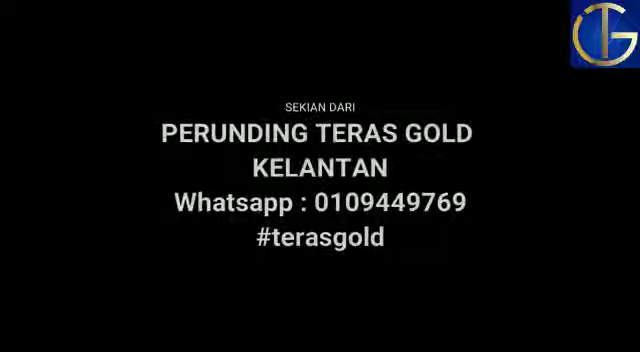 SEKIAN DARI
PERUNDING TERAS GOLD
KELANTAN
Whatsapp : 0109449769
#terasgold